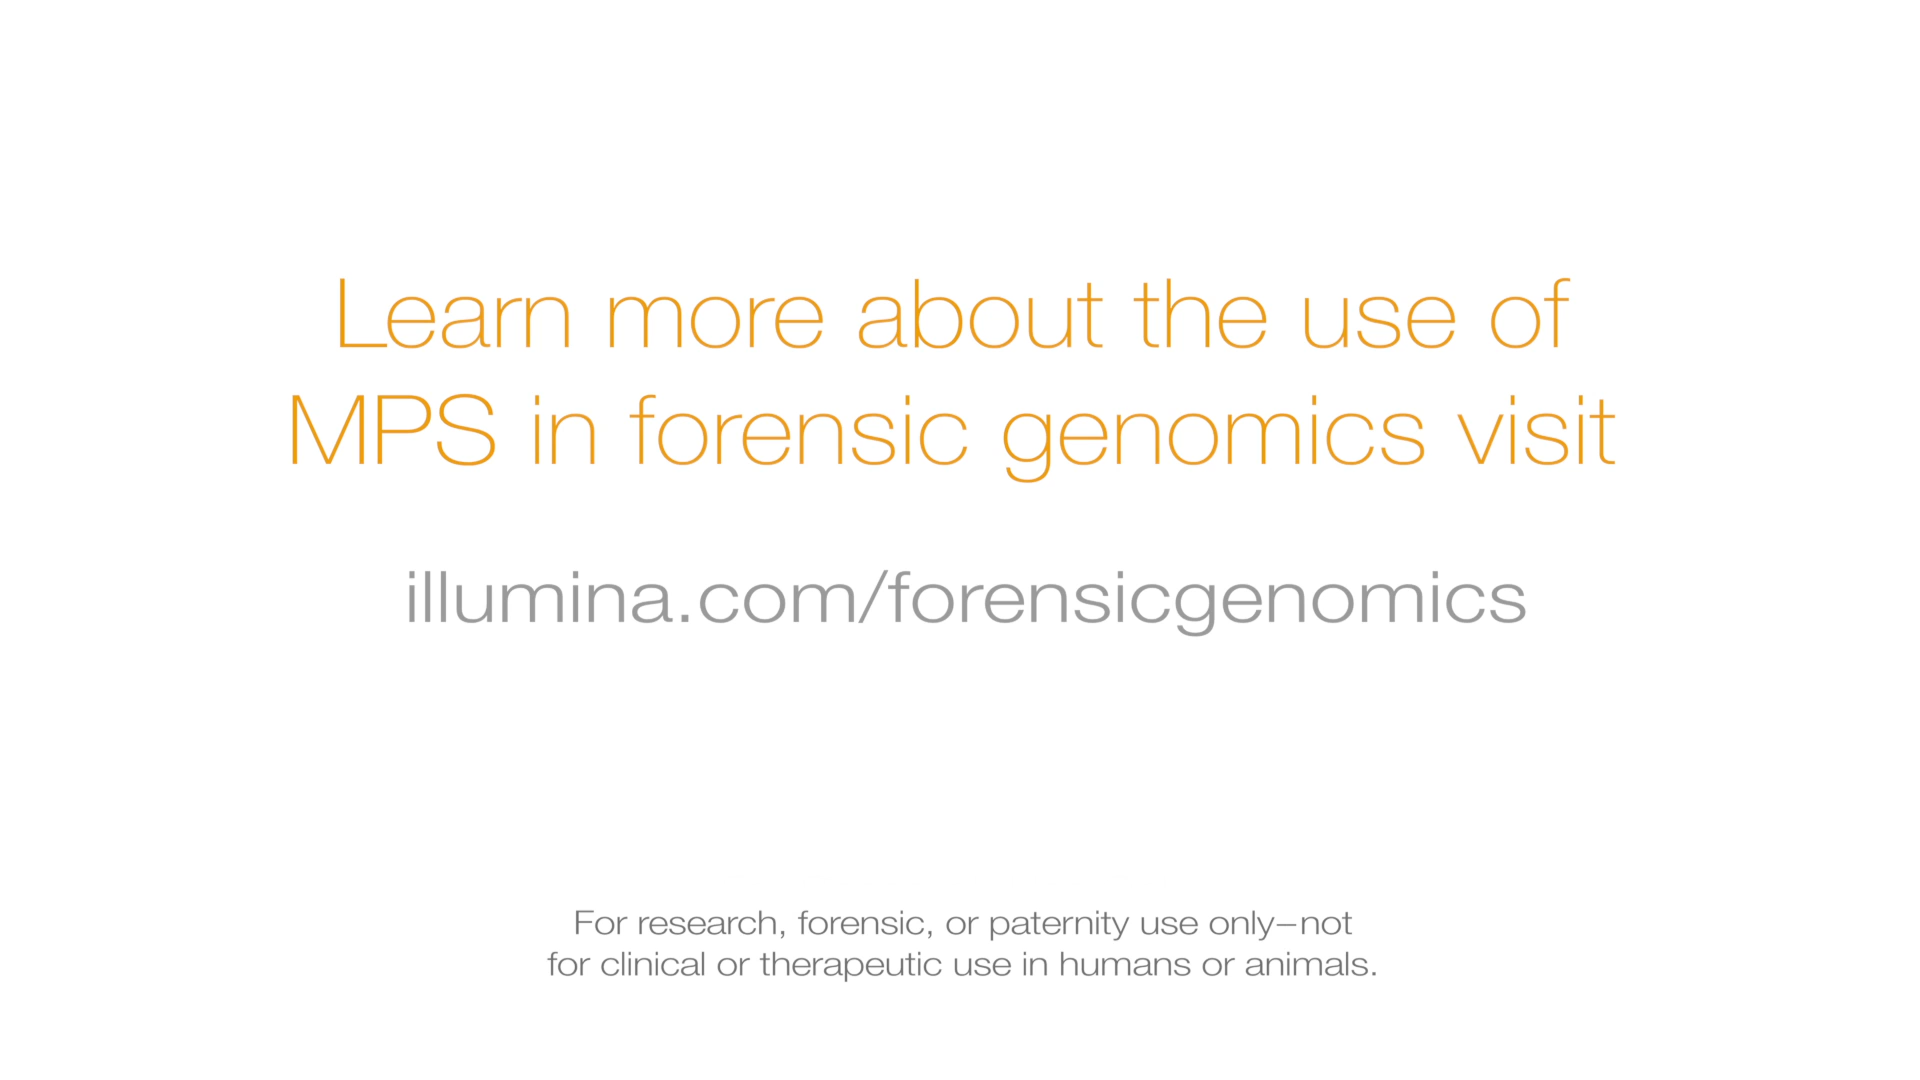 Learn more about the use of
MPS in forensic genomics visit
illumina.com/forensicgenomics
For research, forensic, or paternity use only–not
for clinical or therapeutic use in humans or animals.